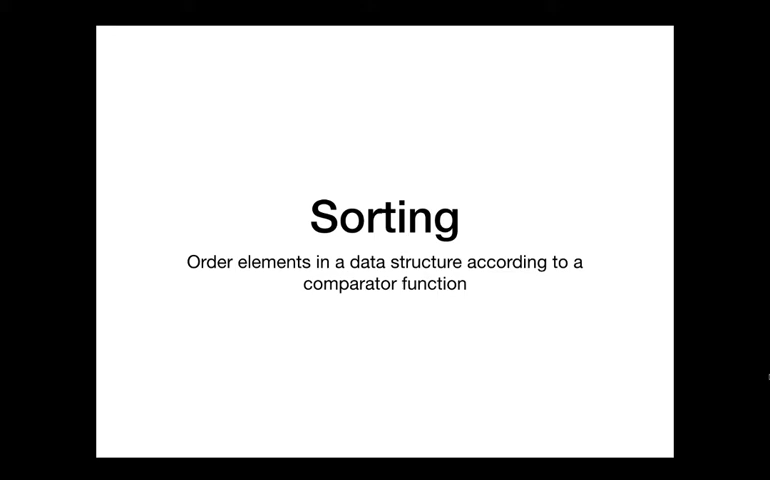 Sorting
Order elements in a data structure according to a
comparator function